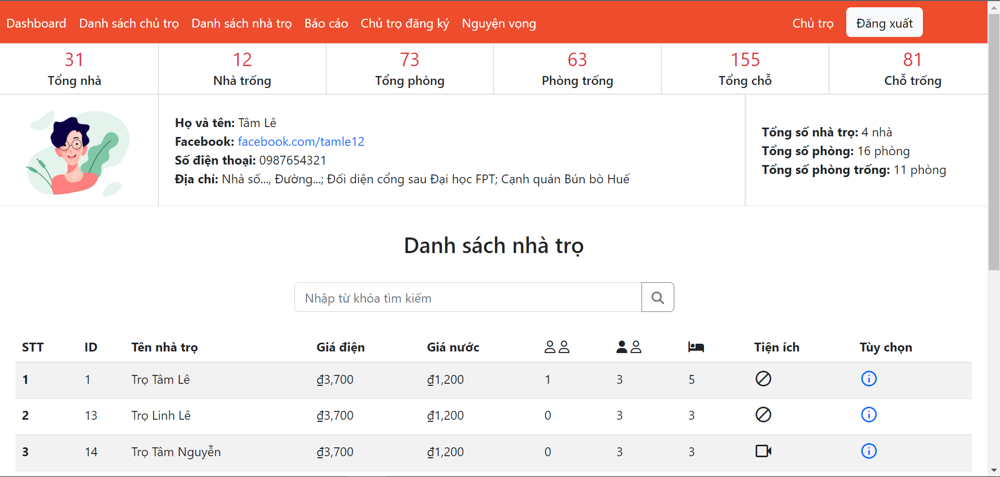 Dashboard Danh sách chủ trọ Danh sách nhà trọ Báo cáo Chủ trọ đăng ký Nguyện vọng Chủ trọ Đăng xuất
31 12 73 63 155 81
Tổng nhà Nhà trống Tổng phòng Phòng trống Tổng chỗ Chỗ trống
Họ và tên: Tâm Lê
Facebook: facebook.com/tamle12
Số điện thoại: 0987654321
Địa chỉ: Nhà số..., Đường...; Đối diện cổng sau Đại học FPT; Cạnh quán Bún bò Huế
Tổng số nhà trọ: 4 nhà
Tổng số phòng: 16 phòng
Tổng số phòng trống: 11 phòng
Danh sách nhà trọ
Nhập từ khóa tìm kiếm
STT ID Tên nhà trọ Giá điện Giá nước Tiện ích Tùy chọn
1 1 Trọ Tâm Lê ₫3,700 ₫1,200 1 3 5
2 13 Trọ Linh Lê ₫3,700 ₫1,200 0 3 3
3 14 Trọ Tâm Nguyễn ₫3,700 ₫1,200 0 3 3